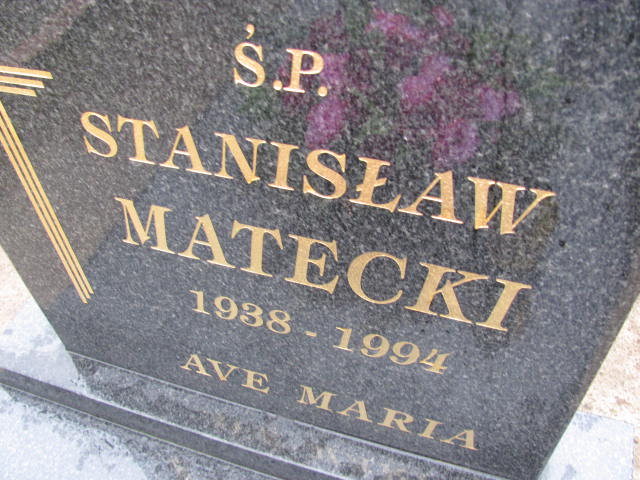 Ś.P.
STANISŁAW
MATECKI
1938 - 1994
AVE MARIA